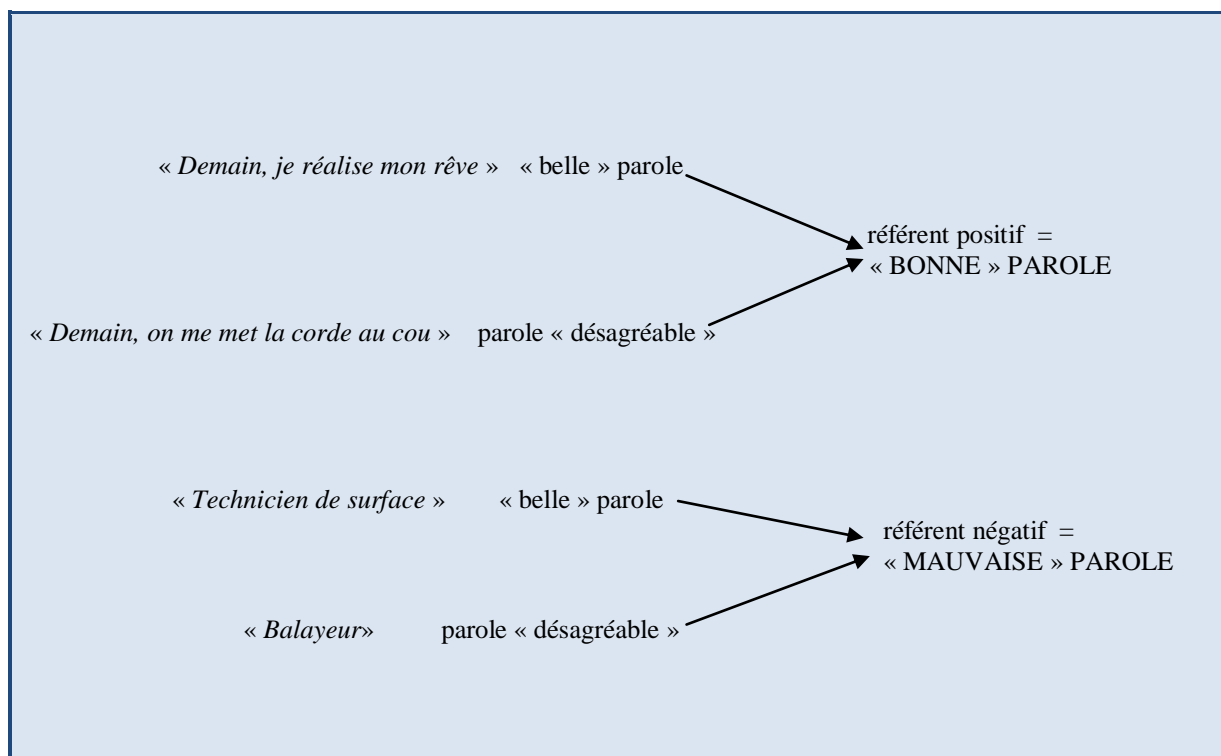 « Demain, je réalise mon rêve » « belle » parole
référent positif =
« BONNE » PAROLE
« Demain, on me met la corde au cou » parole « désagréable »
« Technicien de surface » « belle » parole
référent négatif =
« MAUVAISE » PAROLE
« Balayeur» parole « désagréable »